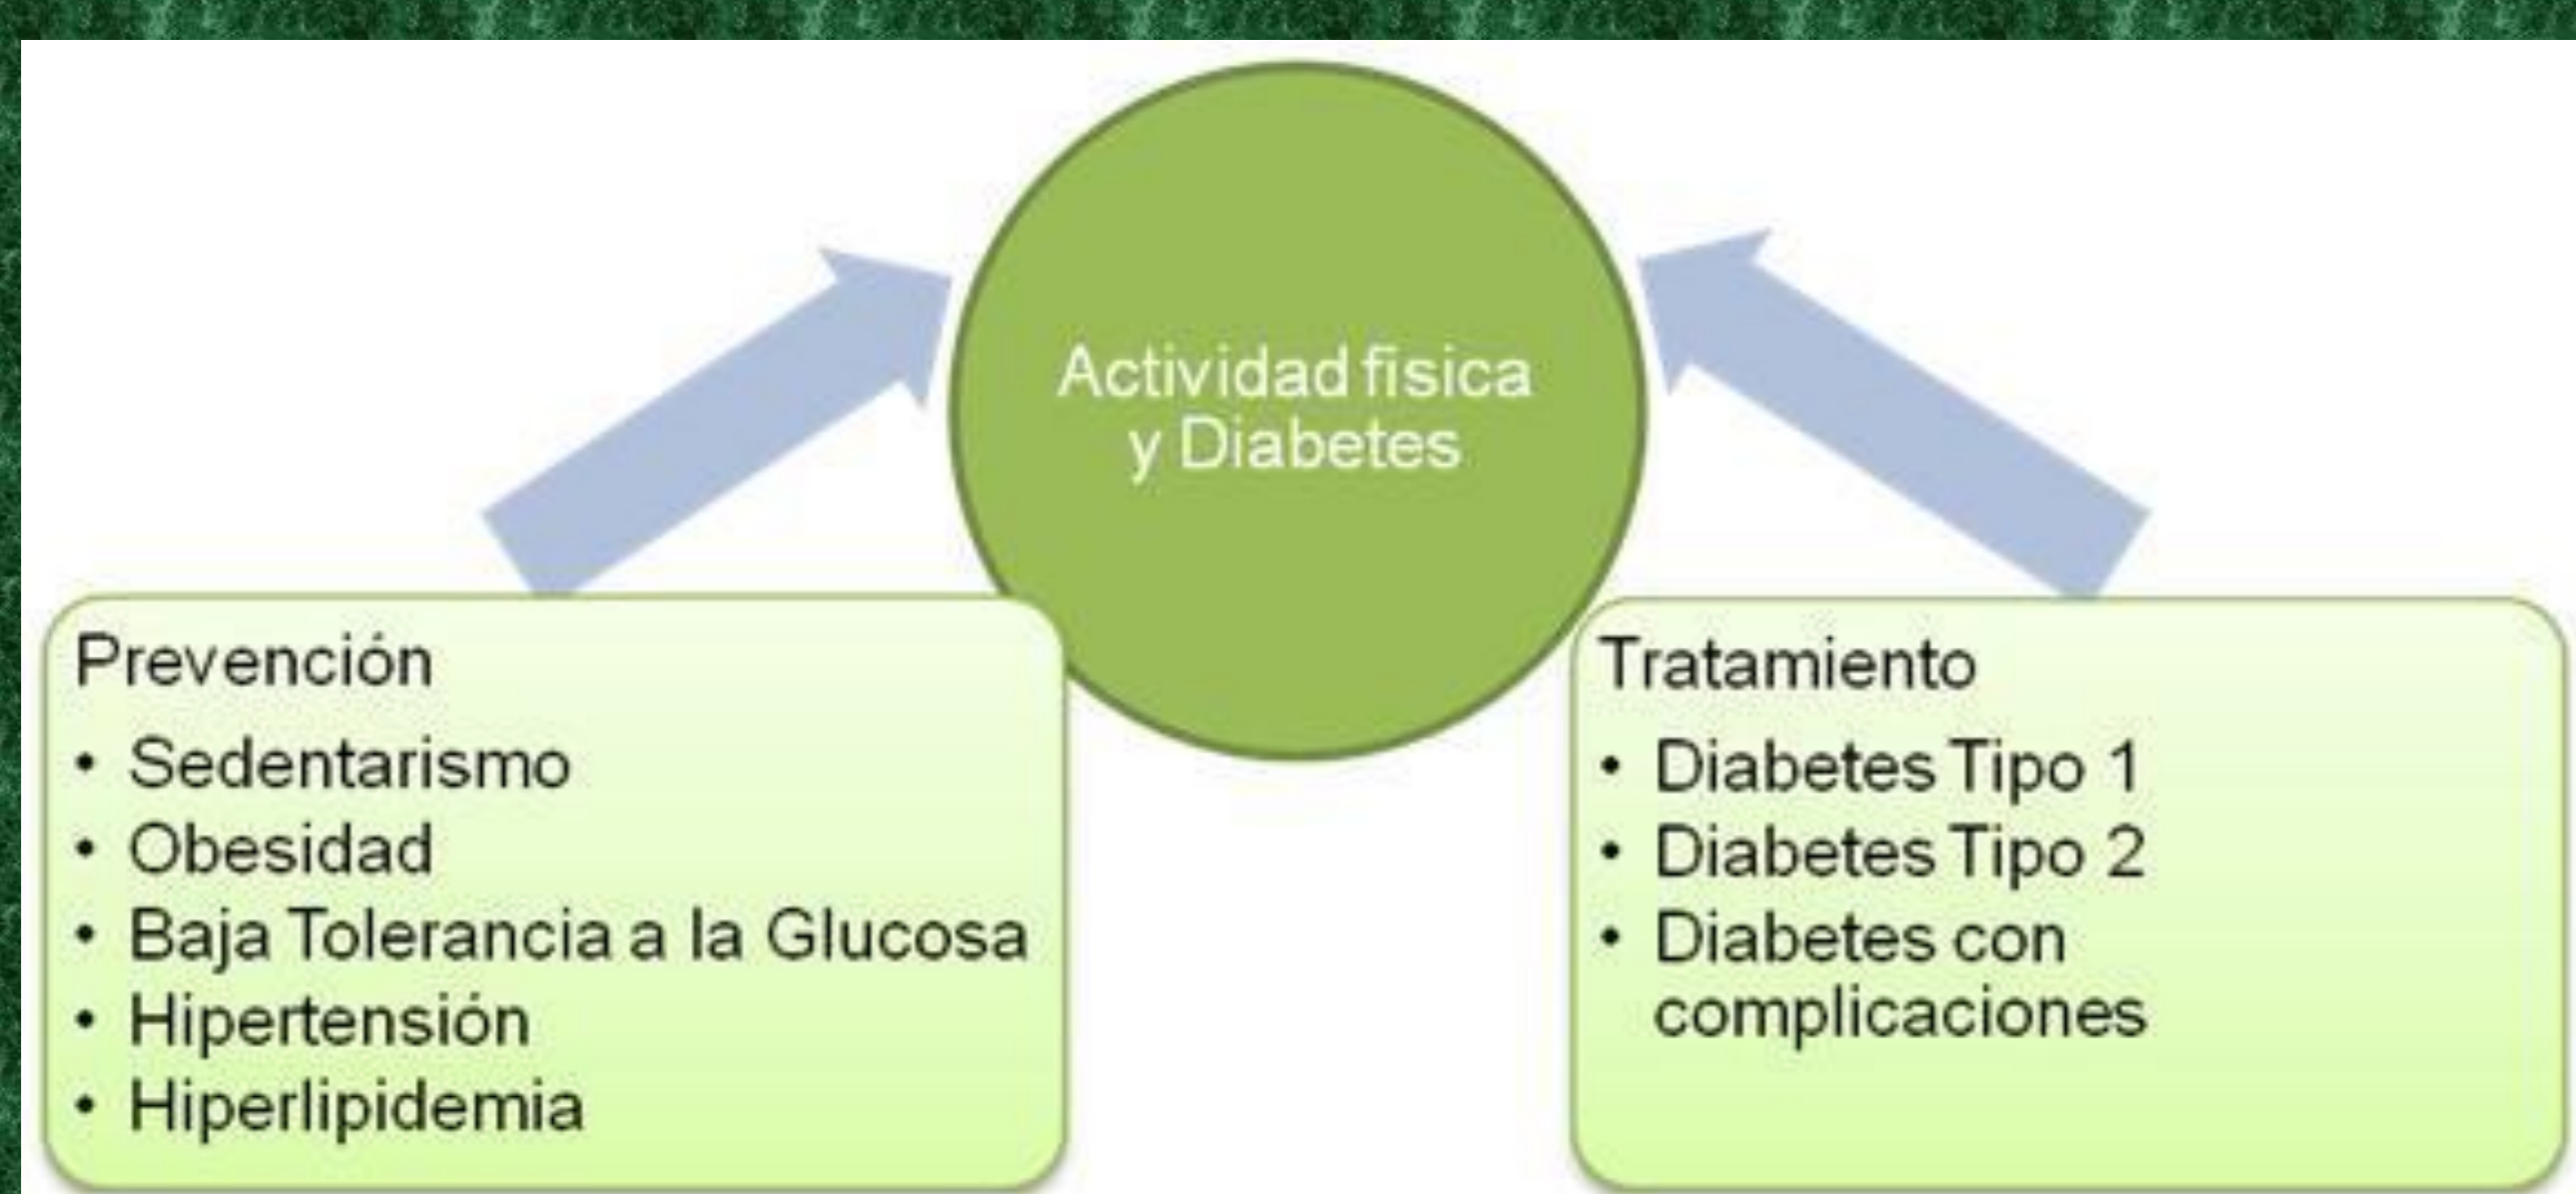 Actividad fisica
y Diabetes
Prevención
• Sedentarismo
• Obesidad
• Baja Tolerancia a la Glucosa
• Hipertensión
• Hiperlipidemia
Tratamiento
• Diabetes Tipo 1
• Diabetes Tipo 2
• Diabetes con
complicaciones